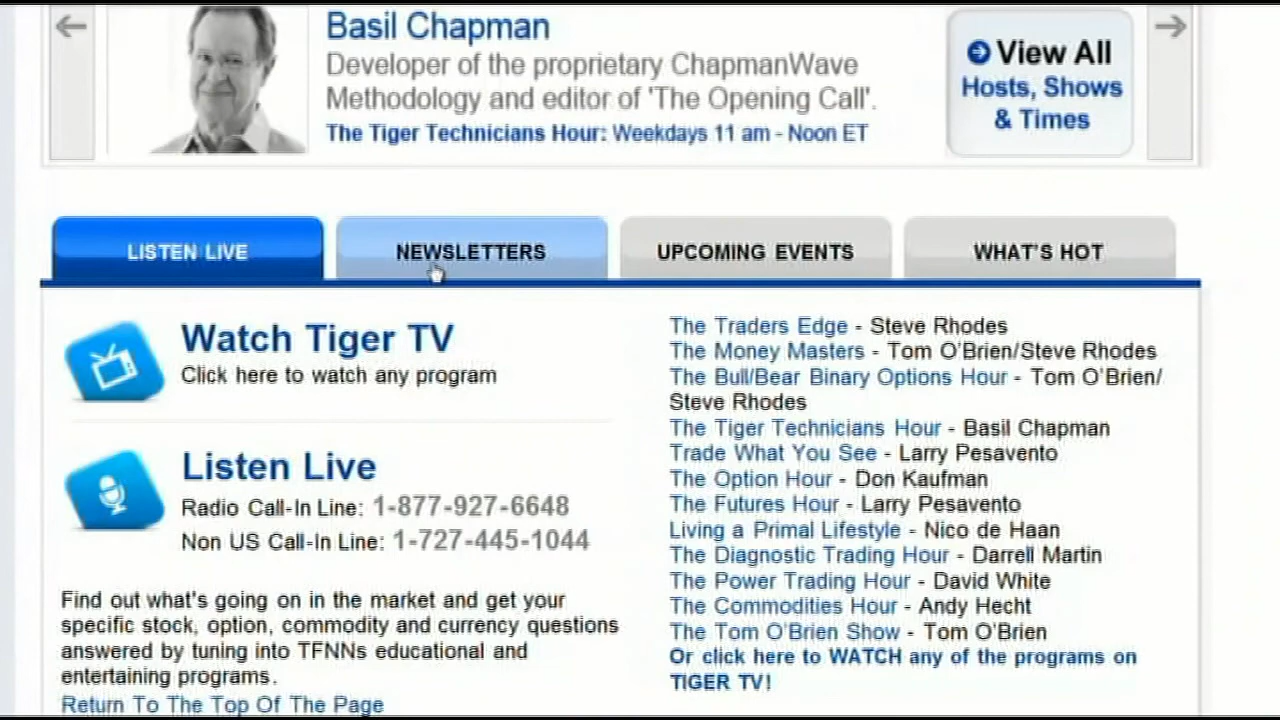 Basil Chapman
Developer of the proprietary ChapmanWave
Methodology and editor of 'The Opening Call'.
The Tiger Technicians Hour: Weekdays 11 am - Noon ET
View All
Hosts, Shows
& Times
LISTEN LIVE
NEWSLETTERS
UPCOMING EVENTS
WHAT'S HOT
Watch Tiger TV
Click here to watch any program
Listen Live
Radio Call-In Line: 1-877-927-6648
Non US Call-In Line: 1-727-445-1044
Find out what's going on in the market and get your
specific stock, option, commodity and currency questions
answered by tuning into TFNNs educational and
entertaining programs.
Return To The Top Of The Page
The Traders Edge - Steve Rhodes
The Money Masters - Tom O'Brien/Steve Rhodes
The Bull/Bear Binary Options Hour - Tom O'Brien/
Steve Rhodes
The Tiger Technicians Hour - Basil Chapman
Trade What You See - Larry Pesavento
The Option Hour - Don Kaufman
The Futures Hour - Larry Pesavento
Living a Primal Lifestyle - Nico de Haan
The Diagnostic Trading Hour - Darrell Martin
The Power Trading Hour - David White
The Commodities Hour - Andy Hecht
The Tom O'Brien Show - Tom O'Brien
Or click here to WATCH any of the programs on
TIGER TV!